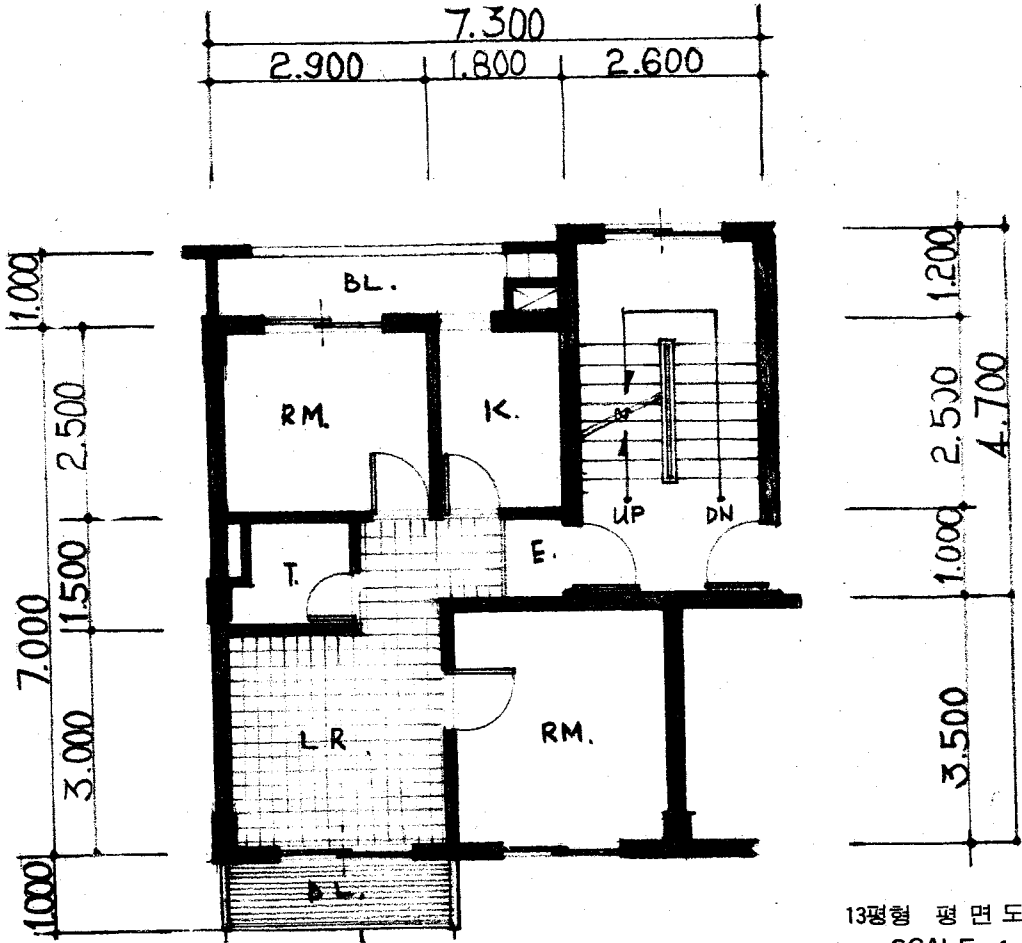 7.300
2.900 1.800 2.600
1.000
2.500
1.500
7.000
3.000
1.000
BL.
RM.
K.
UP DN
T.
E.
L R.
RM.
BL.
1.200
2.500
4.700
1.000
3.500
13평형 평 면 도
SCALE